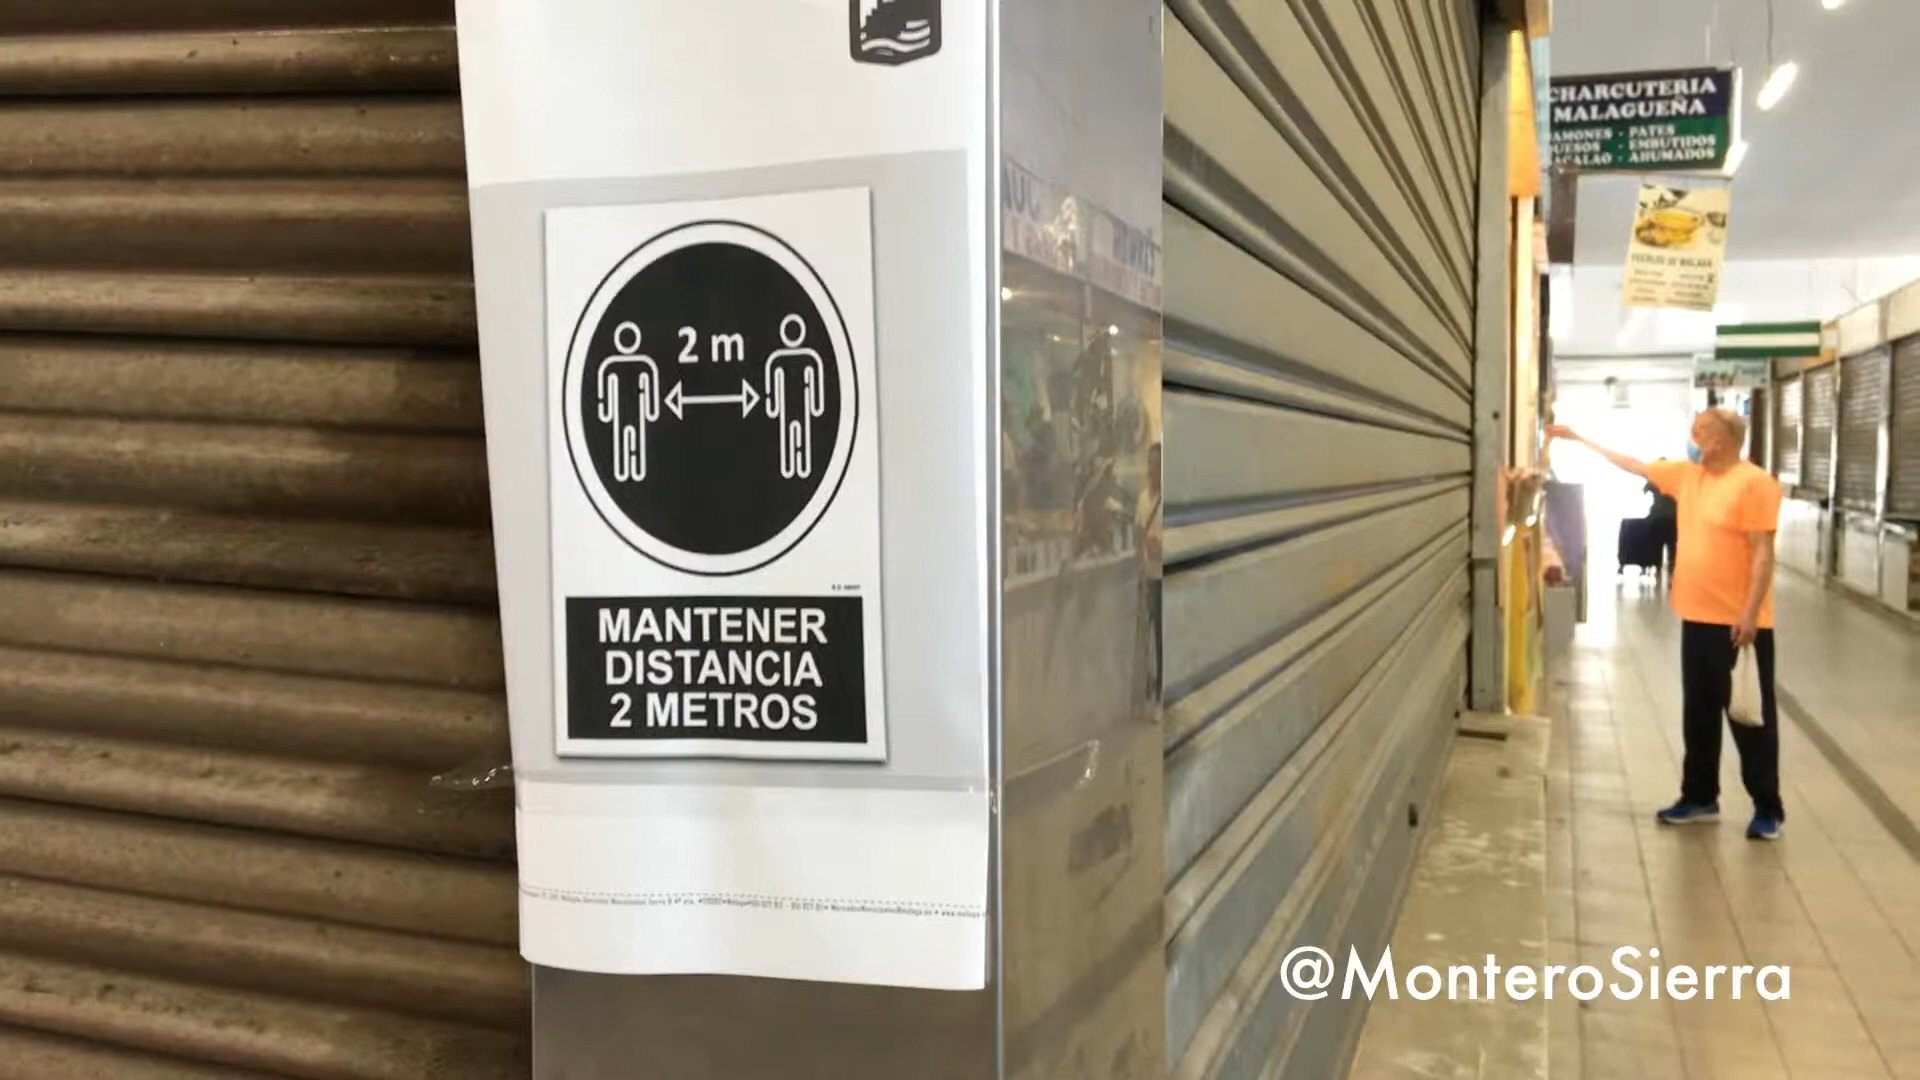 2 m
MANTENER
DISTANCIA
2 METROS
CHARCUTERIA
MALAGUEÑA
JAMONES - PATES
QUESOS - EMBUTIDOS
BACALAO - AHUMADOS
@MonteroSierra